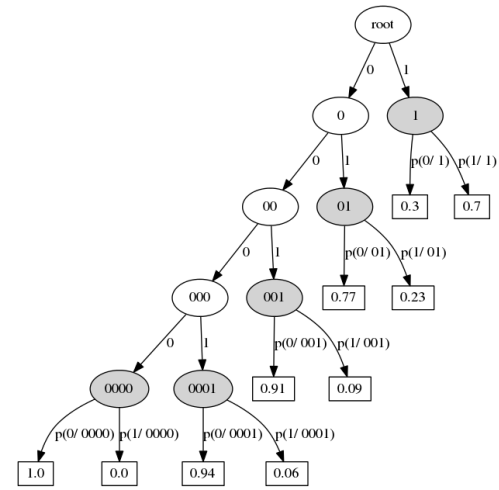 root
0 1
0 1
0 1 p(0/ 1) p(1/ 1)
00 01 0.3 0.7
0 1 p(0/ 01) p(1/ 01)
000 001 0.77 0.23
0 1 p(0/ 001) p(1/ 001)
0000 0001 0.91 0.09
p(0/ 0000) p(1/ 0000) p(0/ 0001) p(1/ 0001)
1.0 0.0 0.94 0.06